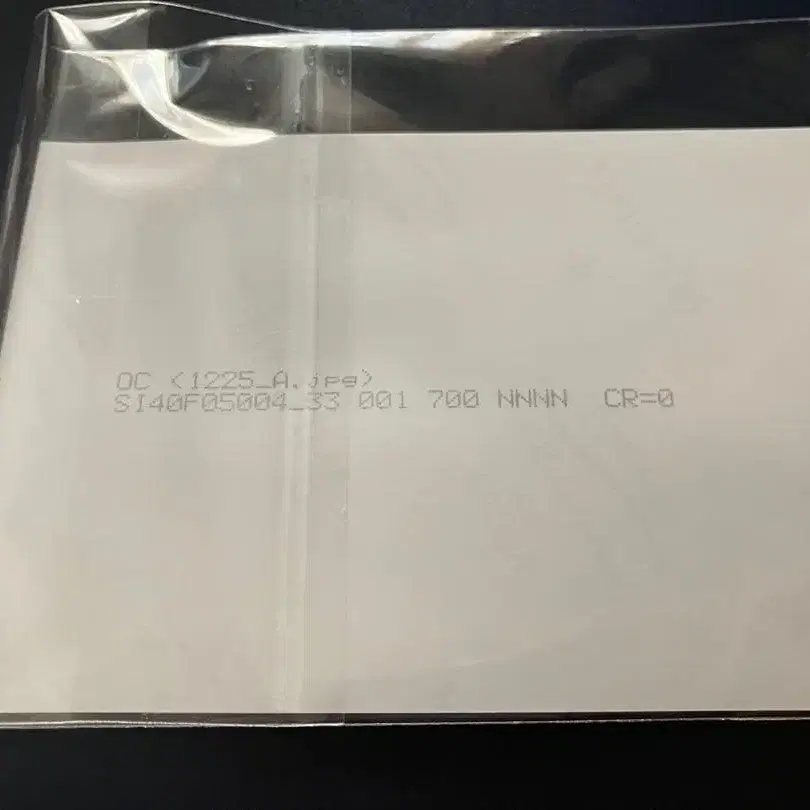 OC <1225_A.jpg>
SI40F05004_33 001 700 NNNN CR=0